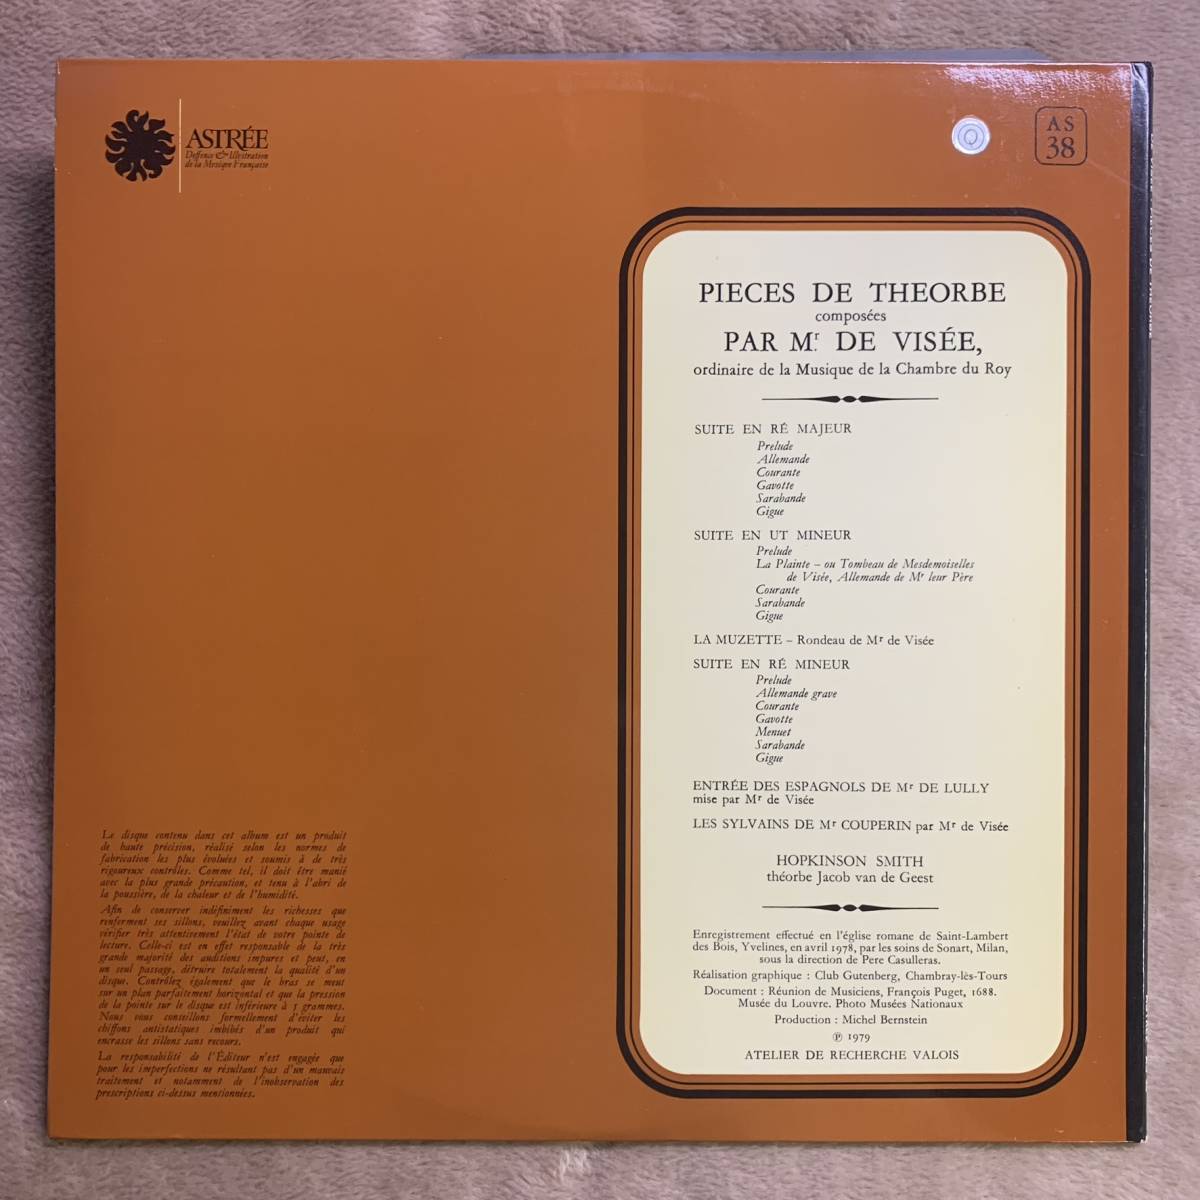 ASTRÉE
Deffence & Illustration
de la Musique Française
Q
AS
38
PIECES DE THEORBE
composées
PAR Mr. DE VISÉE,
ordinaire de la Musique de la Chambre du Roy
SUITE EN RÉ MAJEUR
Prelude
Allemande
Courante
Gavotte
Sarabande
Gigue
SUITE EN UT MINEUR
Prelude
La Plainte – ou Tombeau de Mesdemoiselles
de Visée, Allemande de Mr leur Père
Courante
Sarabande
Gigue
LA MUZETTE – Rondeau de Mr de Visée
SUITE EN RÉ MINEUR
Prelude
Allemande grave
Courante
Gavotte
Menuet
Sarabande
Gigue
ENTRÉE DES ESPAGNOLS DE Mr DE LULLY
mise par Mr de Visée
LES SYLVAINS DE Mr COUPERIN par Mr de Visée
HOPKINSON SMITH
théorbe Jacob van de Geest
Enregistrement effectué en l'église romane de Saint-Lambert
des Bois, Yvelines, en avril 1978, par les soins de Sonart, Milan,
sous la direction de Pere Casulleras.
Réalisation graphique : Club Gutenberg, Chambray-lès-Tours
Document : Réunion de Musiciens, François Puget, 1688.
Musée du Louvre. Photo Musées Nationaux
Production : Michel Bernstein
℗ 1979
ATELIER DE RECHERCHE VALOIS
Le disque contenu dans cet album est un produit
de haute précision, réalisé selon les normes de
fabrication les plus évoluées et soumis à de très
rigoureux contrôles. Comme tel, il doit être manié
avec la plus grande précaution, et tenu à l'abri de
la poussière, de la chaleur et de l'humidité.
Afin de conserver indéfiniment les richesses que
renferment ses sillons, veuillez avant chaque usage
vérifier très attentivement l'état de votre pointe de
lecture. Celle-ci est en effet responsable de la très
grande majorité des auditions impures et peut, en
un seul passage, détruire totalement la qualité d'un
disque. Contrôlez également que le bras se meut
sur un plan parfaitement horizontal et que la pression
de la pointe sur le disque est inférieure à 3 grammes.
Nous vous conseillons formellement d'éviter les
chiffons antistatiques imbibés d'un produit qui
encrasse les sillons sans recours.
La responsabilité de l'Éditeur n'est engagée que
pour les imperfections ne résultant pas d'un mauvais
traitement et notamment de l'inobservation des
prescriptions ci-dessus mentionnées.